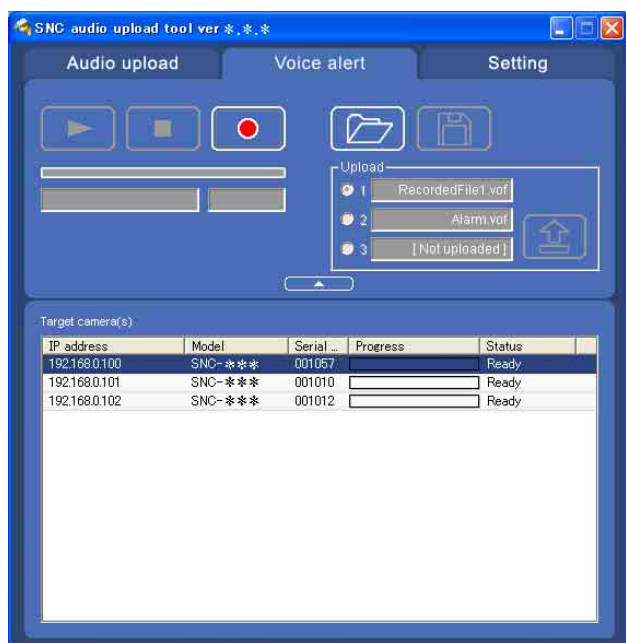 SNC audio upload tool ver *.*.*
Audio upload Voice alert Setting
Upload
1 RecordedFile1.vof
2 Alarm.vof
3 [Not uploaded]
Target camera(s)
IP address Model Serial ... Progress Status
192.168.0.100 SNC-*** 001057 Ready
192.168.0.101 SNC-*** 001010 Ready
192.168.0.102 SNC-*** 001012 Ready